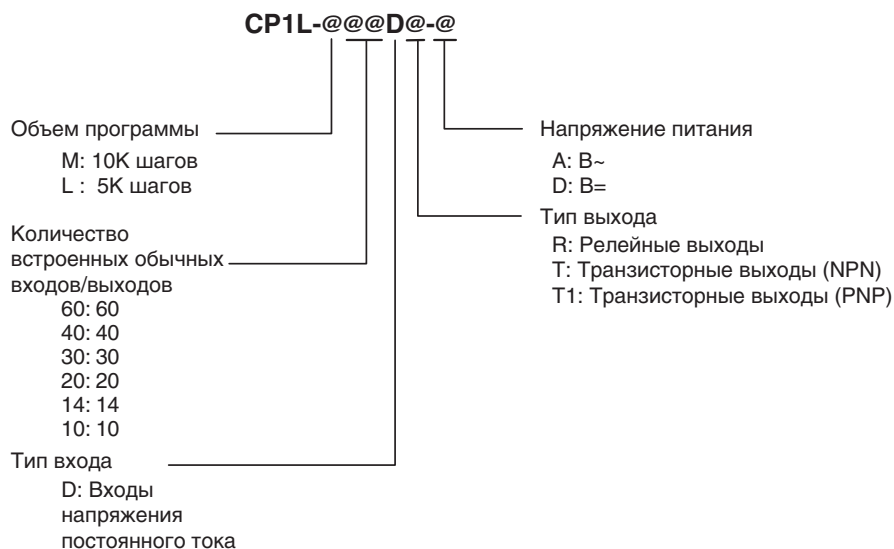 CP1L-@@@D@-@
Объем программы
M: 10K шагов
L : 5K шагов
Количество
встроенных обычных
входов/выходов
60: 60
40: 40
30: 30
20: 20
14: 14
10: 10
Тип входа
D: Входы
напряжения
постоянного тока
Напряжение питания
A: В~
D: В=
Тип выхода
R: Релейные выходы
T: Транзисторные выходы (NPN)
T1: Транзисторные выходы (PNP)